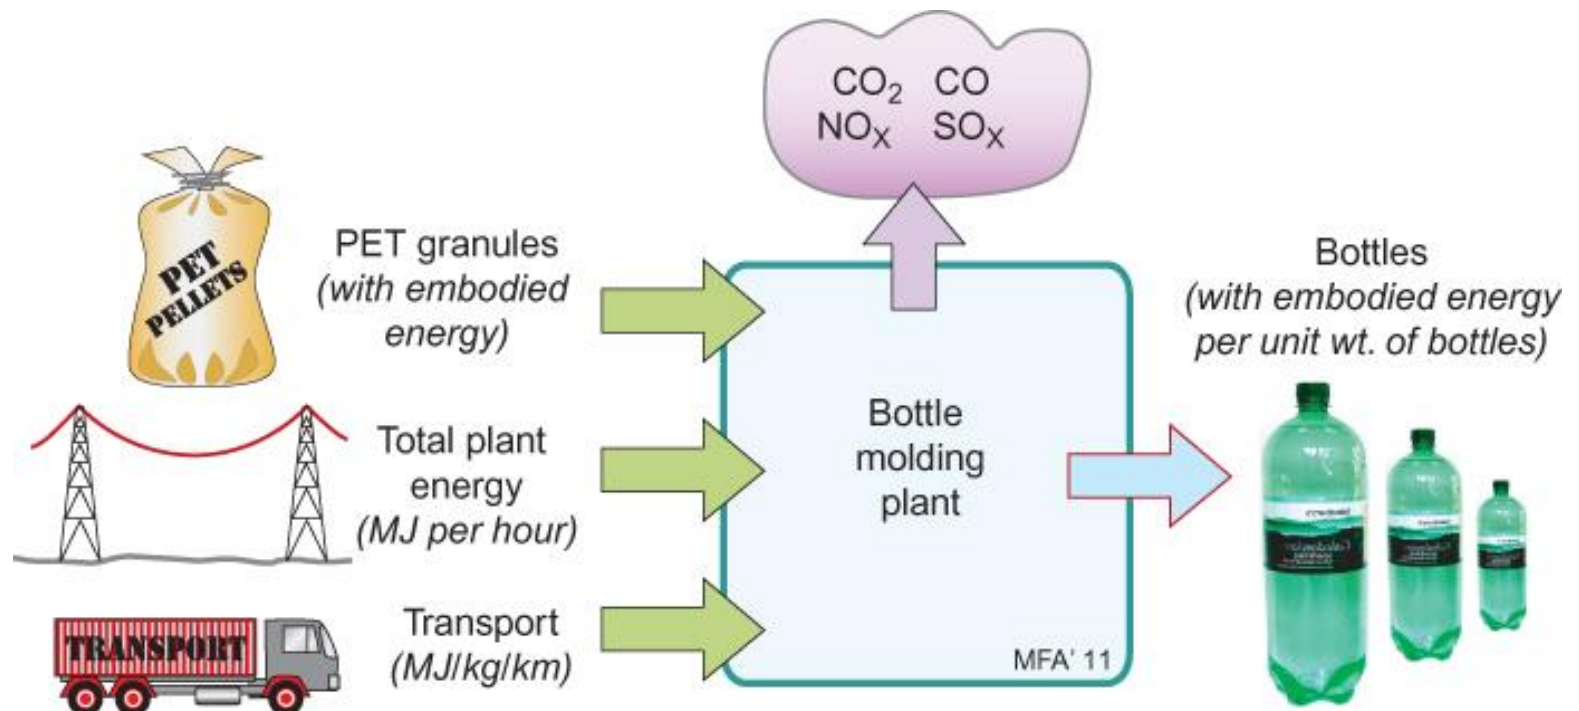 CO₂ CO
NOX SOX
PET
PELLETS
PET granules
(with embodied
energy)
Total plant
energy
(MJ per hour)
TRANSPORT
Transport
(MJ/kg/km)
Bottle
molding
plant
MFA' 11
Bottles
(with embodied energy
per unit wt. of bottles)